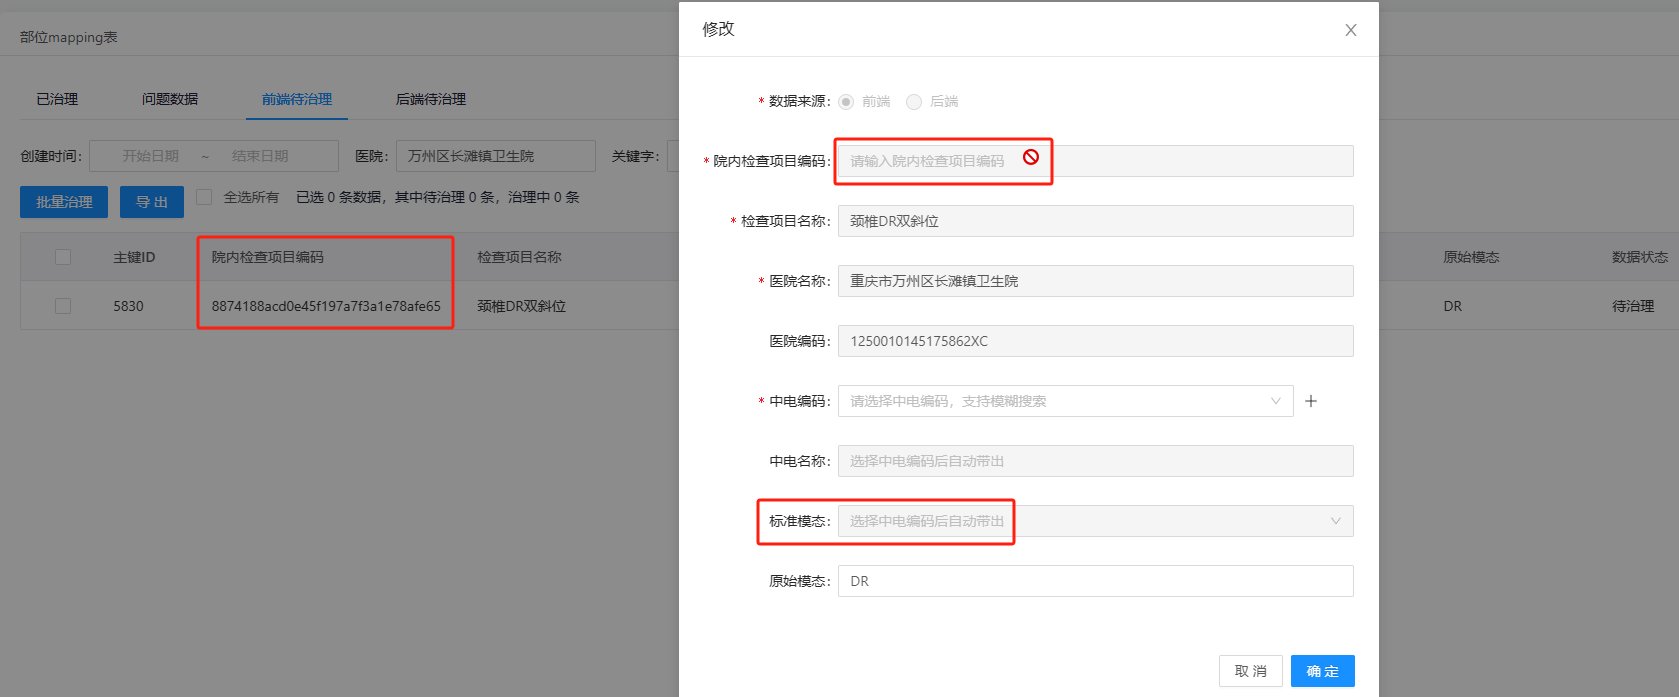 部位mapping表
已治理 问题数据 前端待治理 后端待治理
创建时间: 开始日期 ~ 结束日期 医院: 万州区长滩镇卫生院 关键字:
批量治理 导 出 全选所有 已选 0 条数据，其中待治理 0 条，治理中 0 条
主键ID 院内检查项目编码 检查项目名称 原始模态 数据状态
5830 8874188acd0e45f197a7f3a1e78afe65 颈椎DR双斜位 DR 待治理
修改
* 数据来源: 前端 后端
* 院内检查项目编码: 请输入院内检查项目编码
* 检查项目名称: 颈椎DR双斜位
* 医院名称: 重庆市万州区长滩镇卫生院
医院编码: 1250010145175862XC
* 中电编码: 请选择中电编码，支持模糊搜索
中电名称: 选择中电编码后自动带出
标准模态: 选择中电编码后自动带出
原始模态: DR
取 消 确 定